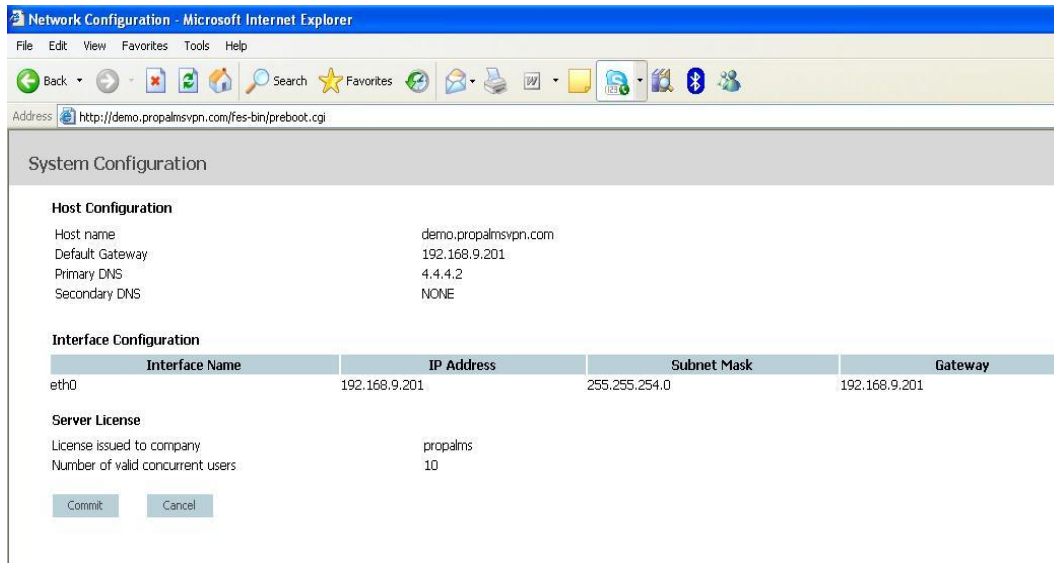 Network Configuration - Microsoft Internet Explorer
File Edit View Favorites Tools Help
Back Search Favorites
Address http://demo.propalmsvpn.com/fes-bin/preboot.cgi
System Configuration
Host Configuration
Host name demo.propalmsvpn.com
Default Gateway 192.168.9.201
Primary DNS 4.4.4.2
Secondary DNS NONE
Interface Configuration
Interface Name IP Address Subnet Mask Gateway
eth0 192.168.9.201 255.255.254.0 192.168.9.201
Server License
License issued to company propalms
Number of valid concurrent users 10
Commit Cancel